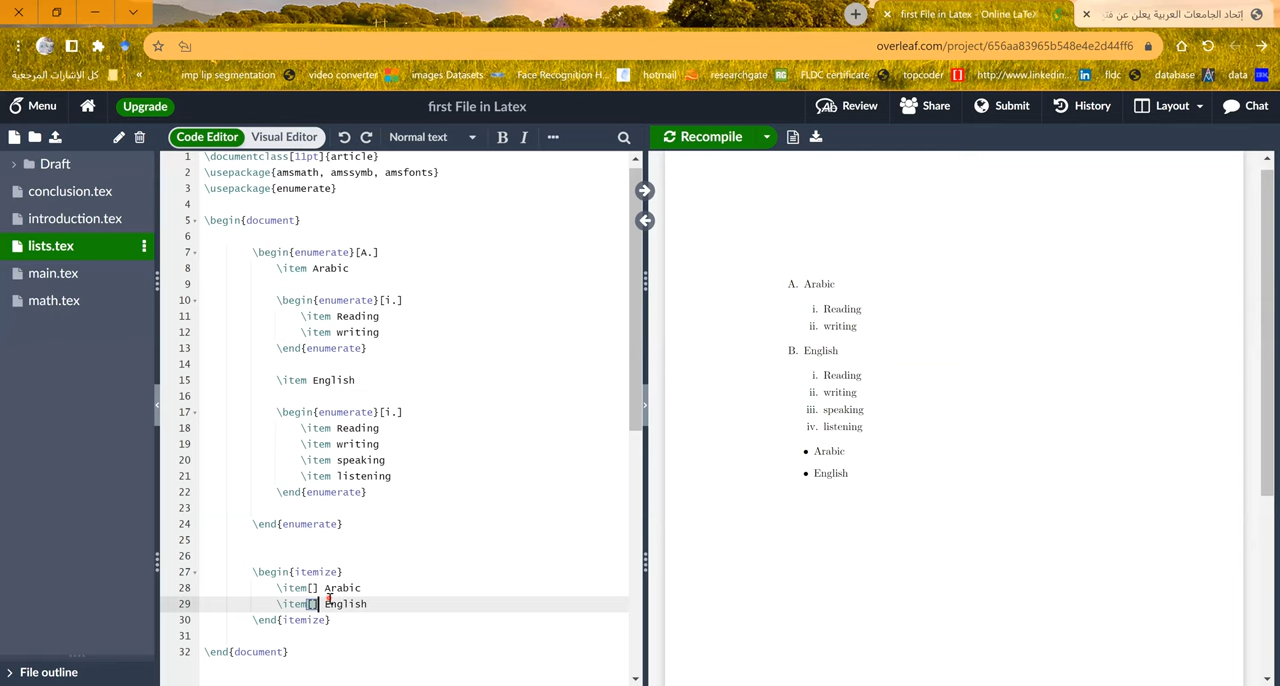 first File in Latex - Online LaTeX
إتحاد الجامعات العربية يعلن عن فت
overleaf.com/project/656aa83965b548e4e2d44ff6
كل الإشارات المرجعية
»
imp lip segmentation
video converter
images Datasets
Face Recognition H...
hotmail
researchgate
FLDC certificate
topcoder
http://www.linkedin...
fldc
database
data
Menu
Upgrade
first File in Latex
Review
Share
Submit
History
Layout
Chat
Code Editor
Visual Editor
Normal text
B
I
Recompile
Draft
conclusion.tex
introduction.tex
lists.tex
main.tex
math.tex
File outline
1 \documentclass[11pt]{article}
2 \usepackage{amsmath, amssymb, amsfonts}
3 \usepackage{enumerate}
4
5 \begin{document}
6
7 \begin{enumerate}[A.]
8 \item Arabic
9
10 \begin{enumerate}[i.]
11 \item Reading
12 \item writing
13 \end{enumerate}
14
15 \item English
16
17 \begin{enumerate}[i.]
18 \item Reading
19 \item writing
20 \item speaking
21 \item listening
22 \end{enumerate}
23
24 \end{enumerate}
25
26
27 \begin{itemize}
28 \item[] Arabic
29 \item[] English
30 \end{itemize}
31
32 \end{document}
A. Arabic
i. Reading
ii. writing
B. English
i. Reading
ii. writing
iii. speaking
iv. listening
• Arabic
• English